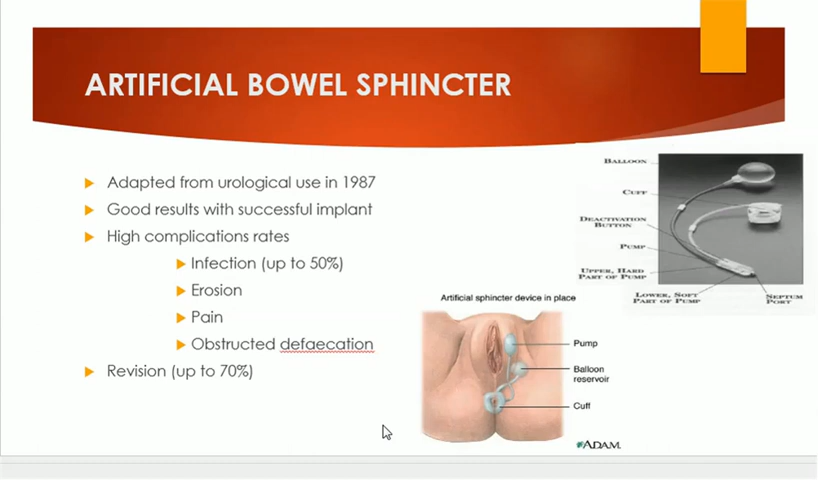 ARTIFICIAL BOWEL SPHINCTER
Adapted from urological use in 1987
Good results with successful implant
High complications rates
Infection (up to 50%)
Erosion
Pain
Obstructed defaecation
Revision (up to 70%)
BALLOON
CUFF
DEACTIVATION
BUTTON
PUMP
UPPER, HARD
PART OF PUMP
LOWER, SOFT
PART OF PUMP
SEPTUM
PORT
Artificial sphincter device in place
Pump
Balloon
reservoir
Cuff
ADAM.